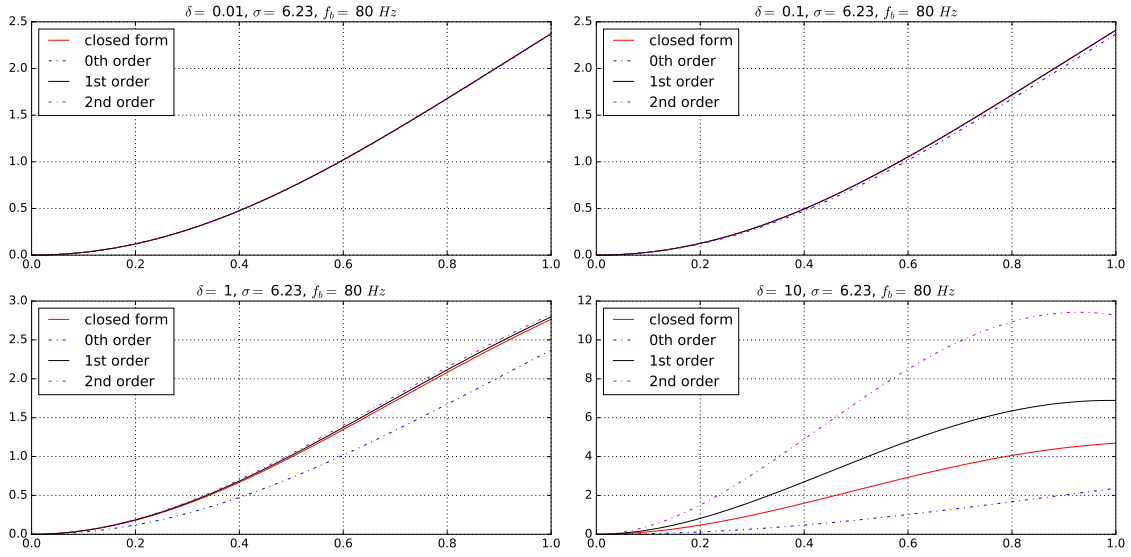 δ = 0.01, σ = 6.23, f_b = 80 Hz
closed form
0th order
1st order
2nd order
2.5
2.0
1.5
1.0
0.5
0.0
0.0 0.2 0.4 0.6 0.8 1.0
δ = 0.1, σ = 6.23, f_b = 80 Hz
closed form
0th order
1st order
2nd order
2.5
2.0
1.5
1.0
0.5
0.0
0.0 0.2 0.4 0.6 0.8 1.0
δ = 1, σ = 6.23, f_b = 80 Hz
closed form
0th order
1st order
2nd order
3.0
2.5
2.0
1.5
1.0
0.5
0.0
0.0 0.2 0.4 0.6 0.8 1.0
δ = 10, σ = 6.23, f_b = 80 Hz
closed form
0th order
1st order
2nd order
12
10
8
6
4
2
0
0.0 0.2 0.4 0.6 0.8 1.0